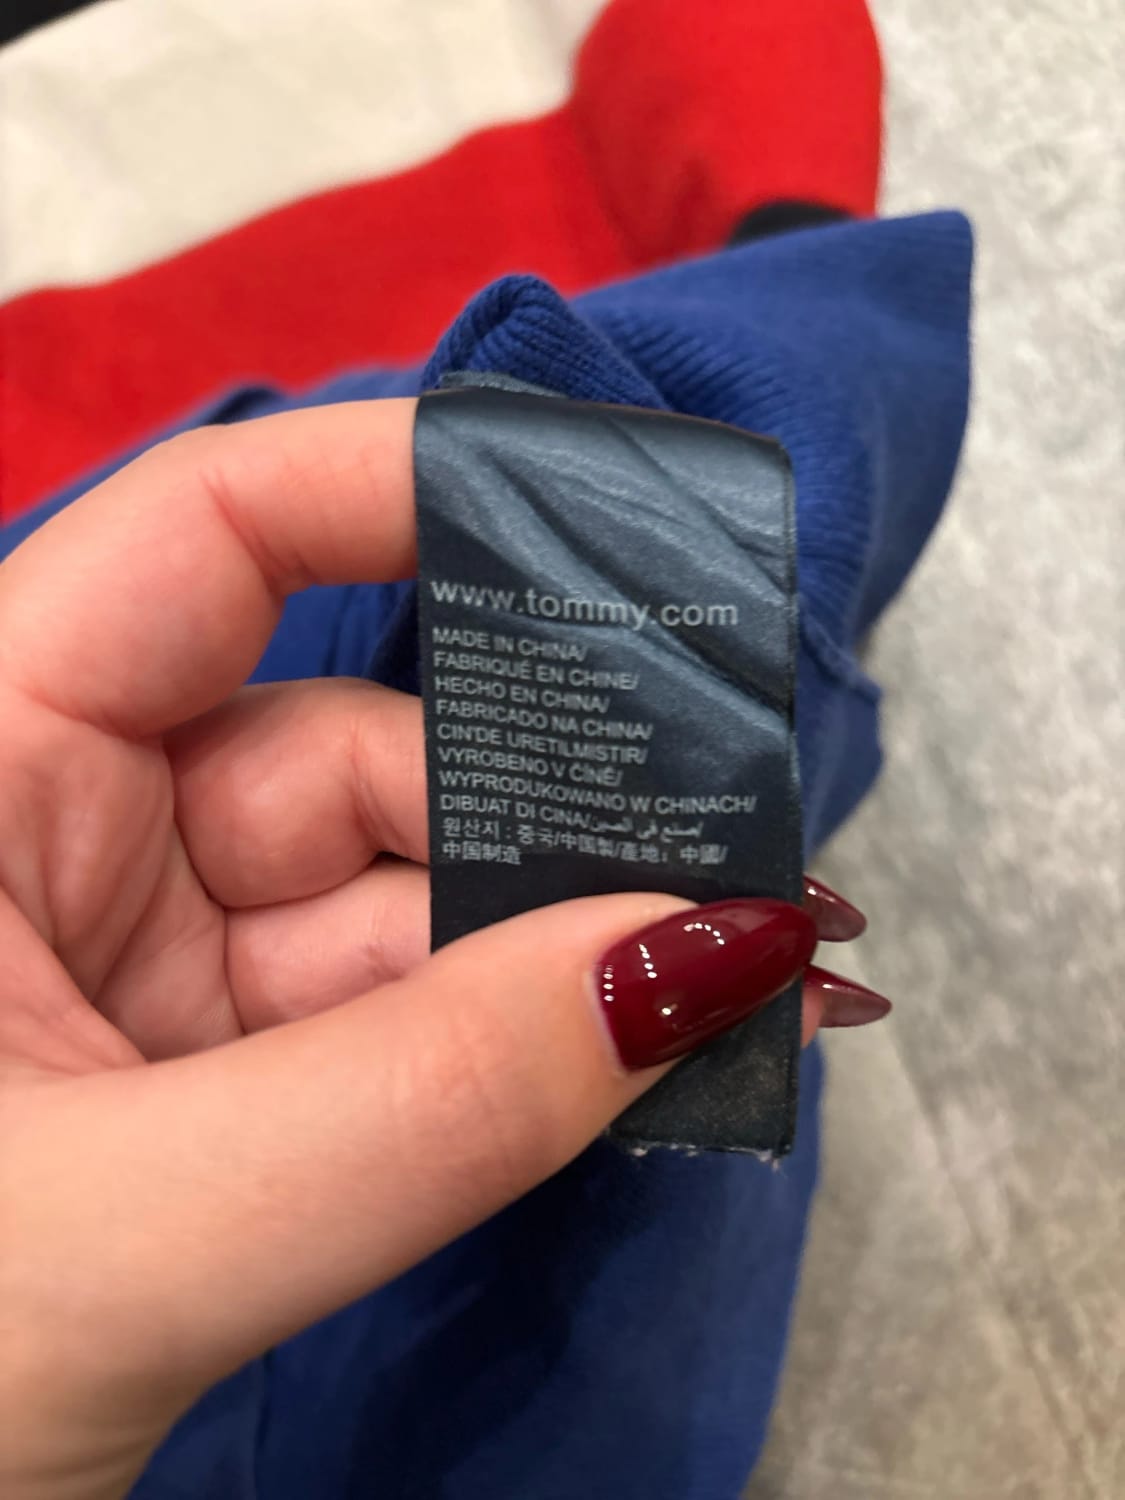 www.tommy.com
MADE IN CHINA/
FABRIQUÉ EN CHINE/
HECHO EN CHINA/
FABRICADO NA CHINA/
CIN'DE URETILMISTIR/
VYROBENO V ČÍNĚ/
WYPRODUKOWANO W CHINACH/
DIBUAT DI CINA/صنع في الصين/
원산지 : 중국/中国製/產地: 中國/
中国制造